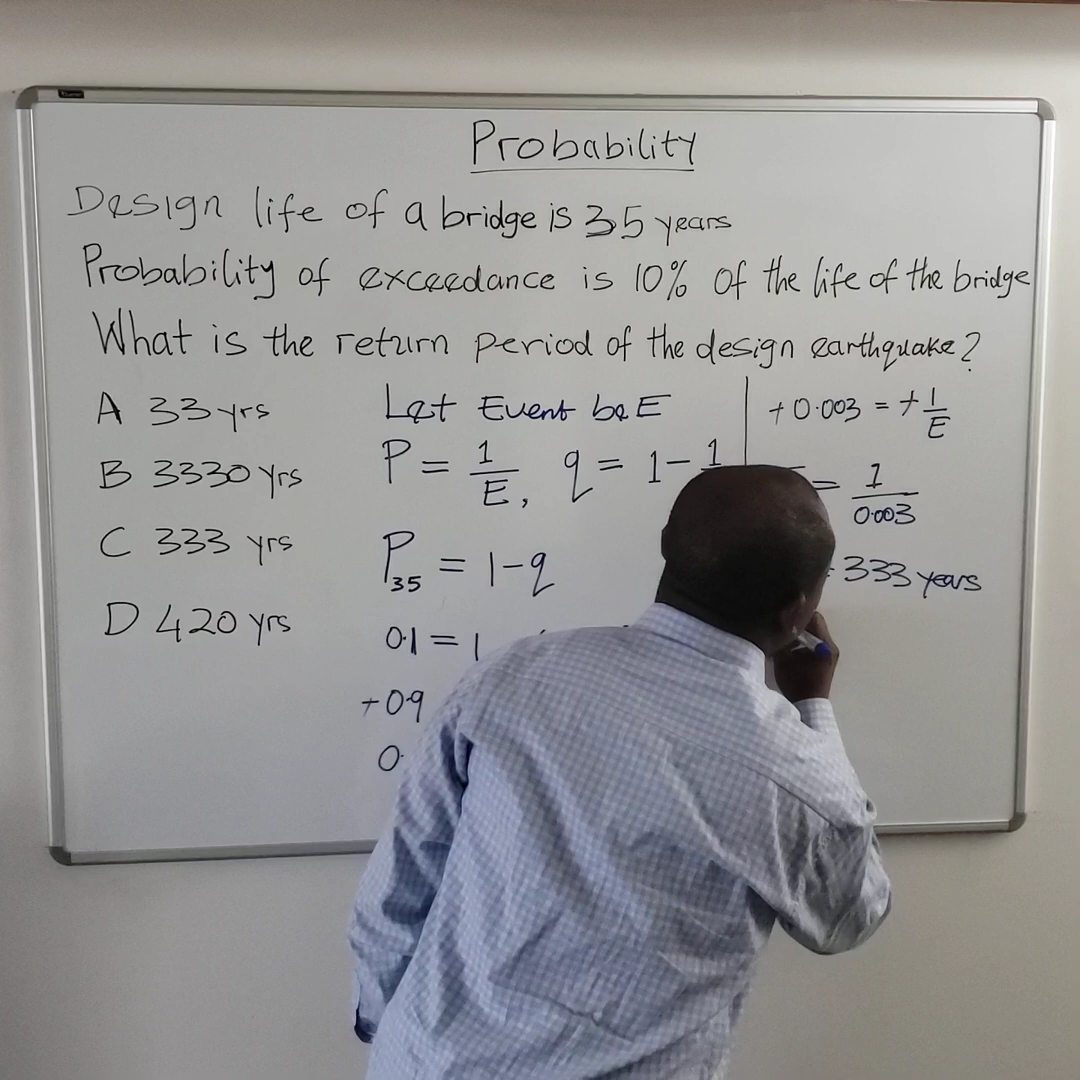 Probability
Design life of a bridge is 35 years
Probability of exceedance is 10% of the life of the bridge
What is the return period of the design earthquake?
A 33 yrs
B 3330 yrs
C 333 yrs
D 420 yrs
Let Event be E
P = 1/E, q = 1 - 1
P35 = 1-q
0.1 = 1
+0.9
0.
+0.003 = +1/E
= 1/0.003
333 years